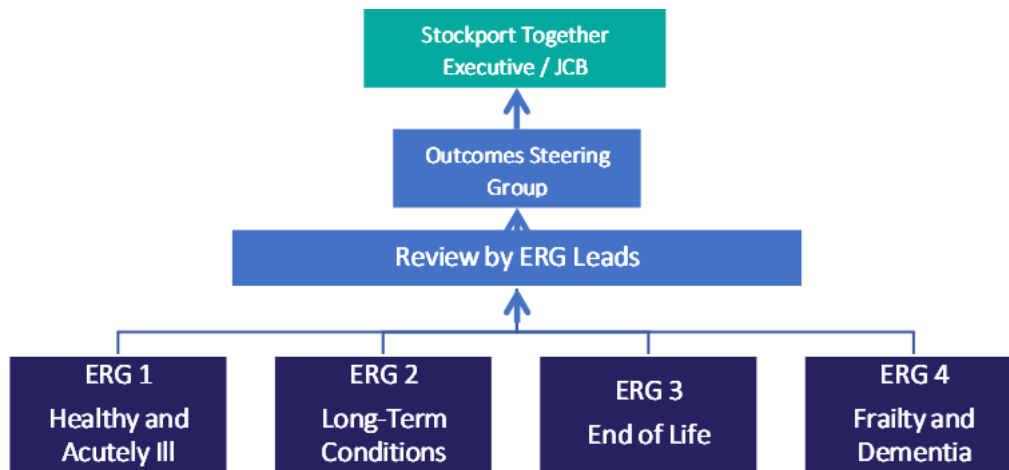 Stockport Together
Executive / JCB
Outcomes Steering
Group
Review by ERG Leads
ERG 1
Healthy and
Acutely Ill
ERG 2
Long-Term
Conditions
ERG 3
End of Life
ERG 4
Frailty and
Dementia